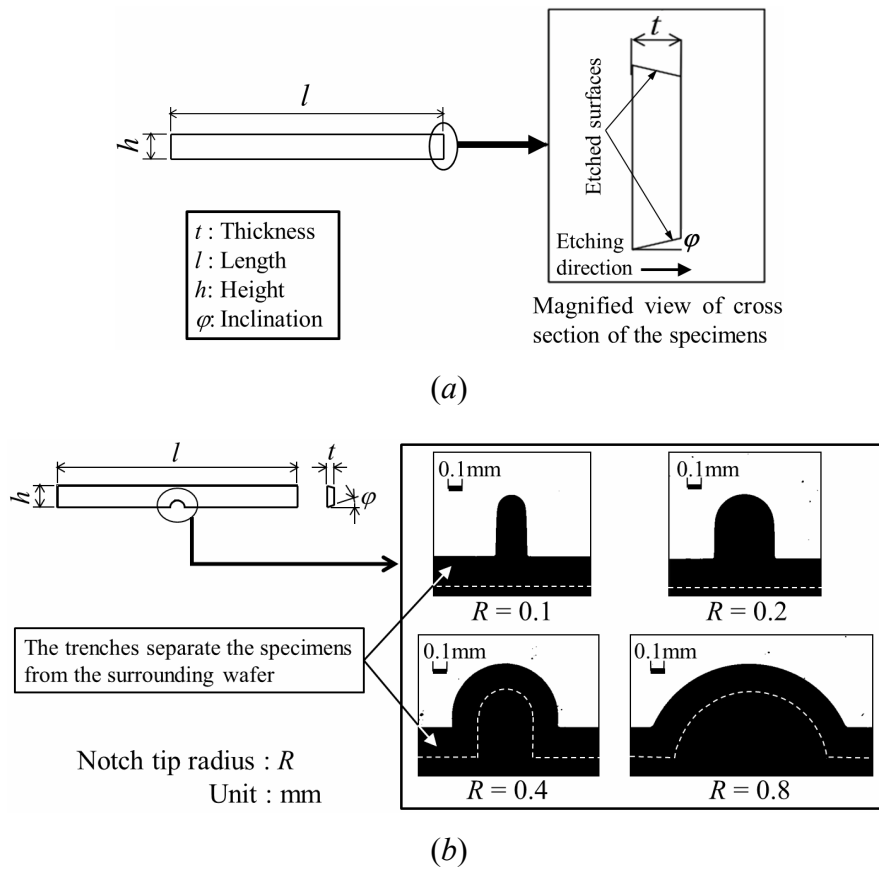 t
l
h
Etched surfaces
t : Thickness
l : Length
h: Height
φ: Inclination
Etching
direction
φ
Magnified view of cross
section of the specimens
(a)
l
t
h
φ
0.1mm
0.1mm
R = 0.1
R = 0.2
The trenches separate the specimens
from the surrounding wafer
0.1mm
0.1mm
Notch tip radius : R
Unit : mm
R = 0.4
R = 0.8
(b)